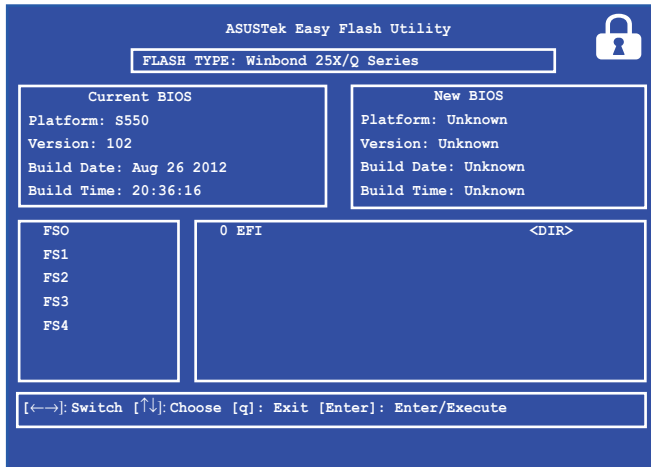 ASUSTek Easy Flash Utility
FLASH TYPE: Winbond 25X/Q Series
Current BIOS
Platform: S550
Version: 102
Build Date: Aug 26 2012
Build Time: 20:36:16
New BIOS
Platform: Unknown
Version: Unknown
Build Date: Unknown
Build Time: Unknown
FSO
FS1
FS2
FS3
FS4
0 EFI <DIR>
[←→]: Switch [↑↓]: Choose [q]: Exit [Enter]: Enter/Execute